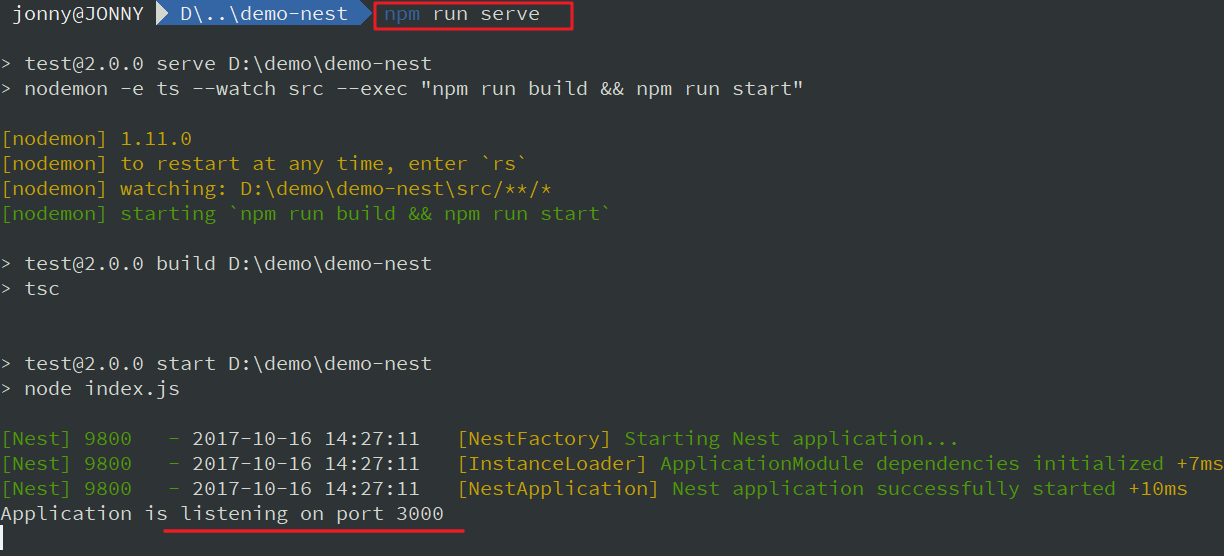 jonny@JONNY D\..\demo-nest npm run serve
> test@2.0.0 serve D:\demo\demo-nest
> nodemon -e ts --watch src --exec "npm run build && npm run start"
[nodemon] 1.11.0
[nodemon] to restart at any time, enter `rs`
[nodemon] watching: D:\demo\demo-nest\src/**/*
[nodemon] starting `npm run build && npm run start`
> test@2.0.0 build D:\demo\demo-nest
> tsc
> test@2.0.0 start D:\demo\demo-nest
> node index.js
[Nest] 9800   - 2017-10-16 14:27:11   [NestFactory] Starting Nest application...
[Nest] 9800   - 2017-10-16 14:27:11   [InstanceLoader] ApplicationModule dependencies initialized +7ms
[Nest] 9800   - 2017-10-16 14:27:11   [NestApplication] Nest application successfully started +10ms
Application is listening on port 3000